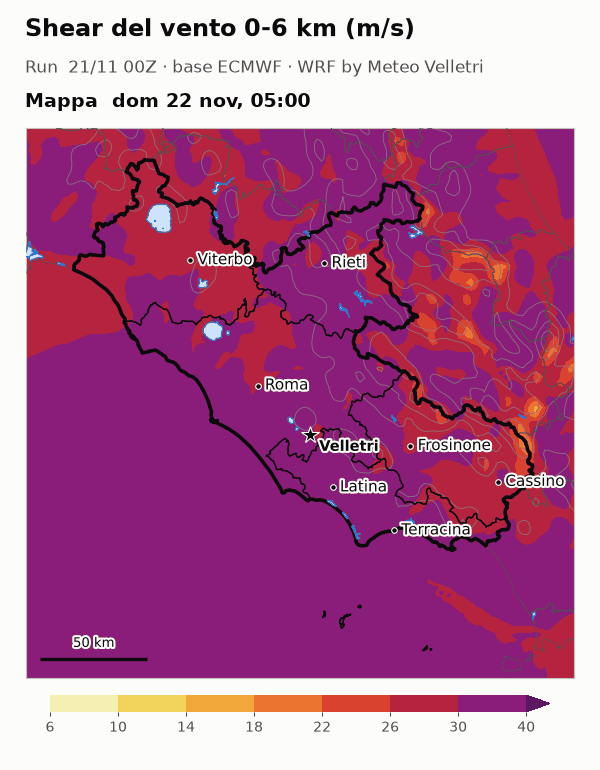 Shear del vento 0-6 km (m/s)
Run  21/11 00Z · base ECMWF · WRF by Meteo Velletri
Mappa  dom 22 nov, 05:00
Viterbo
Rieti
Roma
Velletri
Frosinone
Cassino
Latina
Terracina
50 km
6 10 14 18 22 26 30 40